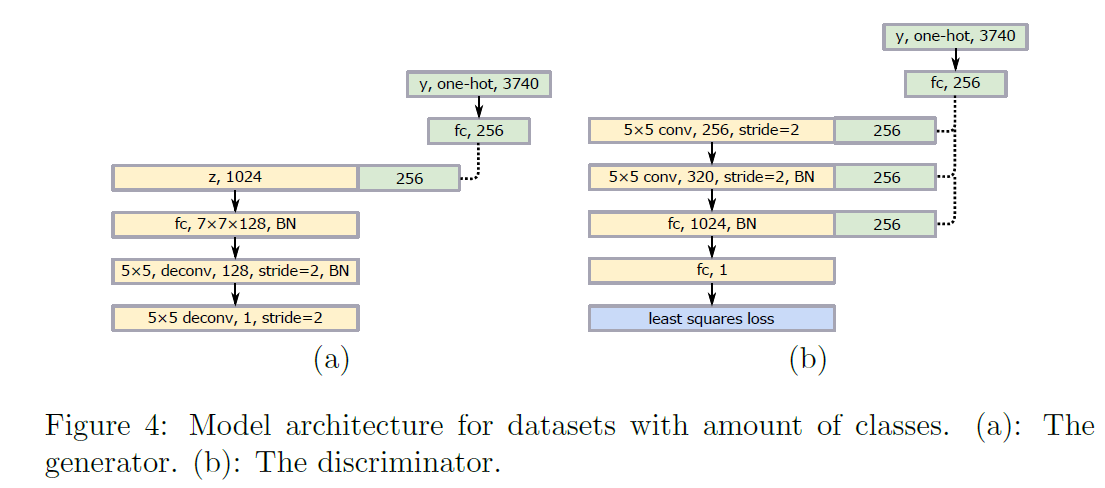 y, one-hot, 3740
fc, 256
z, 1024 256
fc, 7×7×128, BN
5×5, deconv, 128, stride=2, BN
5×5 deconv, 1, stride=2
(a)
y, one-hot, 3740
fc, 256
5×5 conv, 256, stride=2 256
5×5 conv, 320, stride=2, BN 256
fc, 1024, BN 256
fc, 1
least squares loss
(b)
Figure 4: Model architecture for datasets with amount of classes. (a): The
generator. (b): The discriminator.